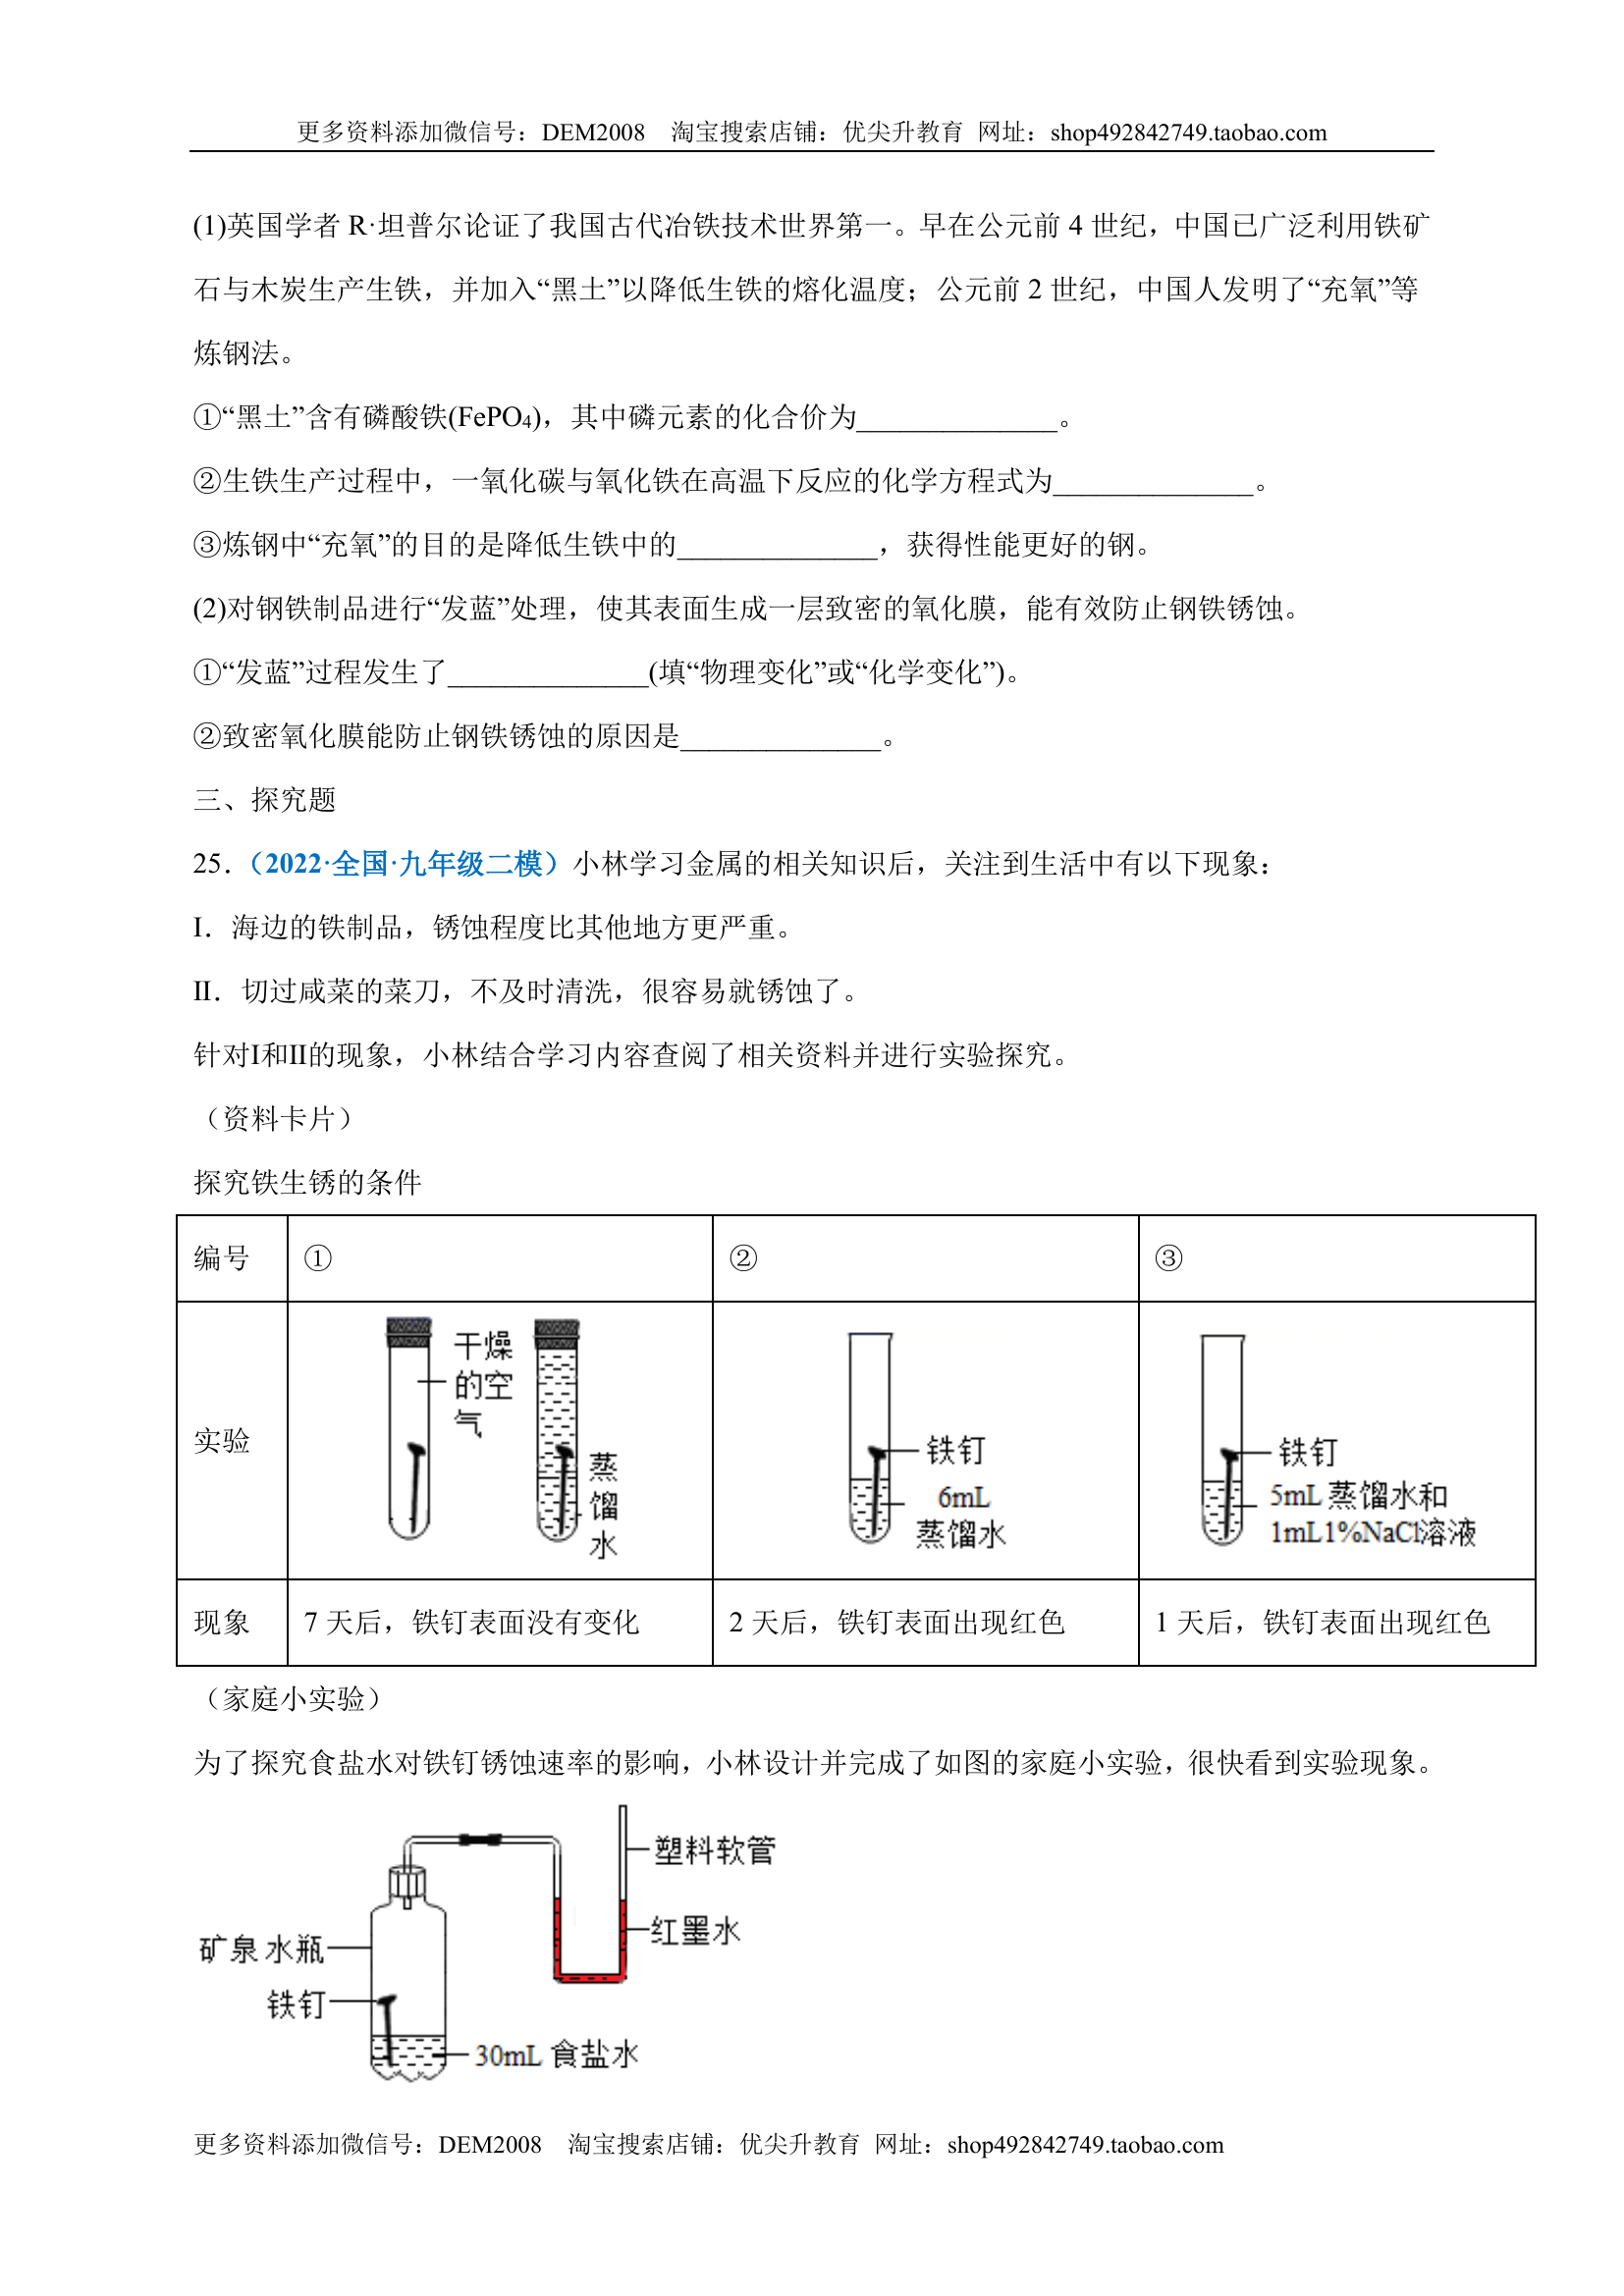 更多资料添加微信号：DEM2008 淘宝搜索店铺：优尖升教育 网址：shop492842749.taobao.com
(1)英国学者 R·坦普尔论证了我国古代冶铁技术世界第一。早在公元前 4 世纪，中国已广泛利用铁矿
石与木炭生产生铁，并加入“黑土”以降低生铁的熔化温度；公元前 2 世纪，中国人发明了“充氧”等
炼钢法。
①“黑土”含有磷酸铁(FePO₄)，其中磷元素的化合价为______________。
②生铁生产过程中，一氧化碳与氧化铁在高温下反应的化学方程式为______________。
③炼钢中“充氧”的目的是降低生铁中的______________，获得性能更好的钢。
(2)对钢铁制品进行“发蓝”处理，使其表面生成一层致密的氧化膜，能有效防止钢铁锈蚀。
①“发蓝”过程发生了______________(填“物理变化”或“化学变化”)。
②致密氧化膜能防止钢铁锈蚀的原因是______________。
三、探究题
25．（2022·全国·九年级二模）小林学习金属的相关知识后，关注到生活中有以下现象：
I．海边的铁制品，锈蚀程度比其他地方更严重。
II．切过咸菜的菜刀，不及时清洗，很容易就锈蚀了。
针对I和II的现象，小林结合学习内容查阅了相关资料并进行实验探究。
（资料卡片）
探究铁生锈的条件
编号 ① ② ③
实验
干燥
的空
气
蒸
馏
水
铁钉
6mL
蒸馏水
铁钉
5mL 蒸馏水和
1mL1%NaCl溶液
现象 7 天后，铁钉表面没有变化 2 天后，铁钉表面出现红色 1 天后，铁钉表面出现红色
（家庭小实验）
为了探究食盐水对铁钉锈蚀速率的影响，小林设计并完成了如图的家庭小实验，很快看到实验现象。
塑料软管
红墨水
矿泉水瓶
铁钉
30mL 食盐水
更多资料添加微信号：DEM2008 淘宝搜索店铺：优尖升教育 网址：shop492842749.taobao.com